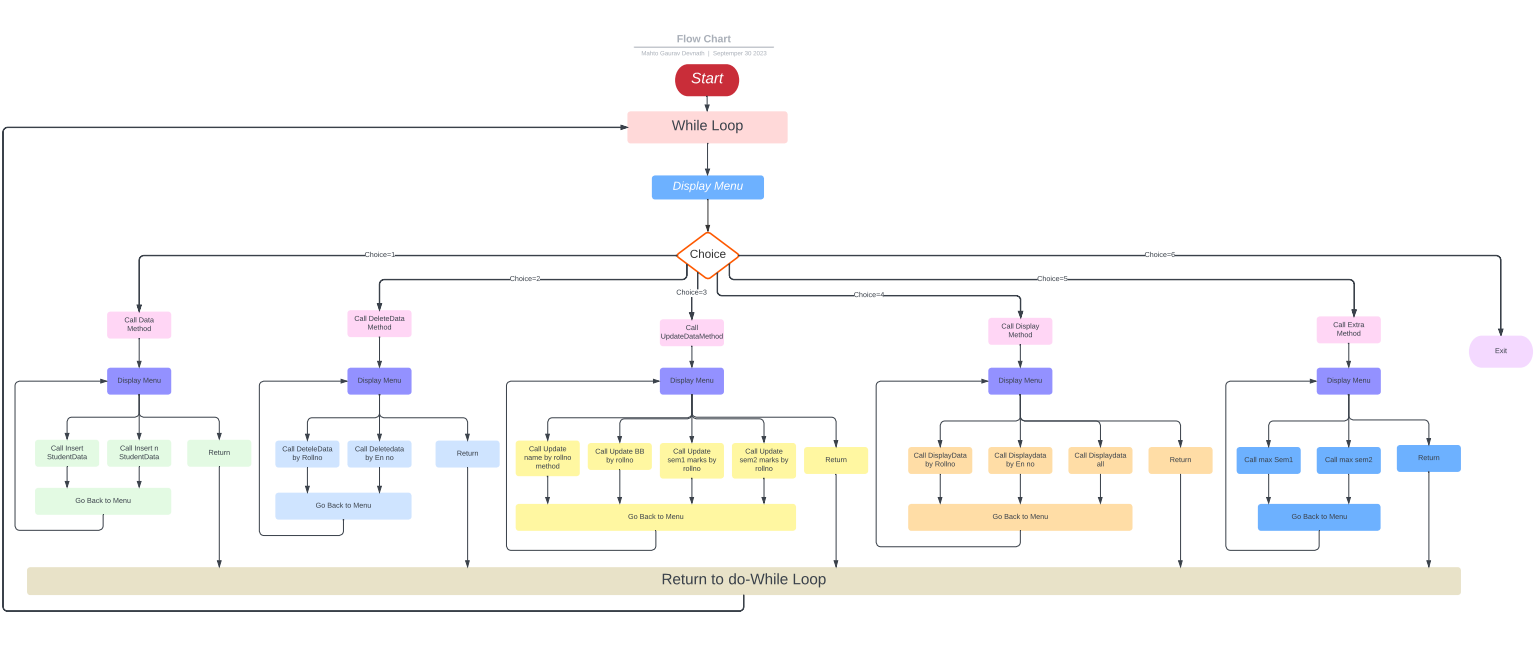 Flow Chart
Mahto Gaurav Devnath | September 30 2023
Start
While Loop
Display Menu
Choice
Choice=1
Choice=6
Choice=2
Choice=5
Choice=3
Choice=4
Call Data
Method
Call DeleteData
Method
Call
UpdateDataMethod
Call Display
Method
Call Extra
Method
Exit
Display Menu
Display Menu
Display Menu
Display Menu
Display Menu
Call Insert
StudentData
Call Insert n
StudentData
Return
Call DeteleData
by Rollno
Call Deletedata
by En no
Return
Call Update
name by rollno
method
Call Update BB
by rollno
Call Update
sem1 marks by
rollno
Call Update
sem2 marks by
rollno
Return
Call DisplayData
by Rollno
Call Displaydata
by En no
Call Displaydata
all
Return
Call max Sem1
Call max sem2
Return
Go Back to Menu
Go Back to Menu
Go Back to Menu
Go Back to Menu
Go Back to Menu
Return to do-While Loop